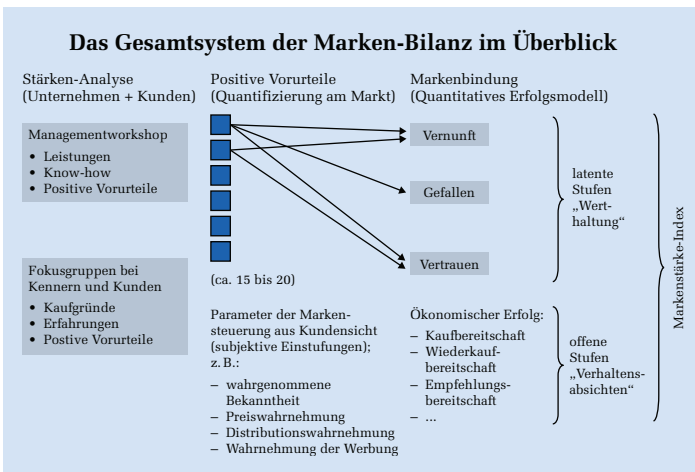 Das Gesamtsystem der Marken-Bilanz im Überblick
Stärken-Analyse
(Unternehmen + Kunden)
Managementworkshop
• Leistungen
• Know-how
• Positive Vorurteile
Fokusgruppen bei
Kennern und Kunden
• Kaufgründe
• Erfahrungen
• Postive Vorurteile
Positive Vorurteile
(Quantifizierung am Markt)
(ca. 15 bis 20)
Parameter der Marken-
steuerung aus Kundensicht
(subjektive Einstufungen);
z. B.:
– wahrgenommene
Bekanntheit
– Preiswahrnehmung
– Distributionswahrnehmung
– Wahrnehmung der Werbung
Markenbindung
(Quantitatives Erfolgsmodell)
Vernunft
Gefallen
Vertrauen
Ökonomischer Erfolg:
– Kaufbereitschaft
– Wiederkauf-
bereitschaft
– Empfehlungs-
bereitschaft
– ...
latente
Stufen
„Wert-
haltung“
offene
Stufen
„Verhaltens-
absichten“
Markenstärke-Index